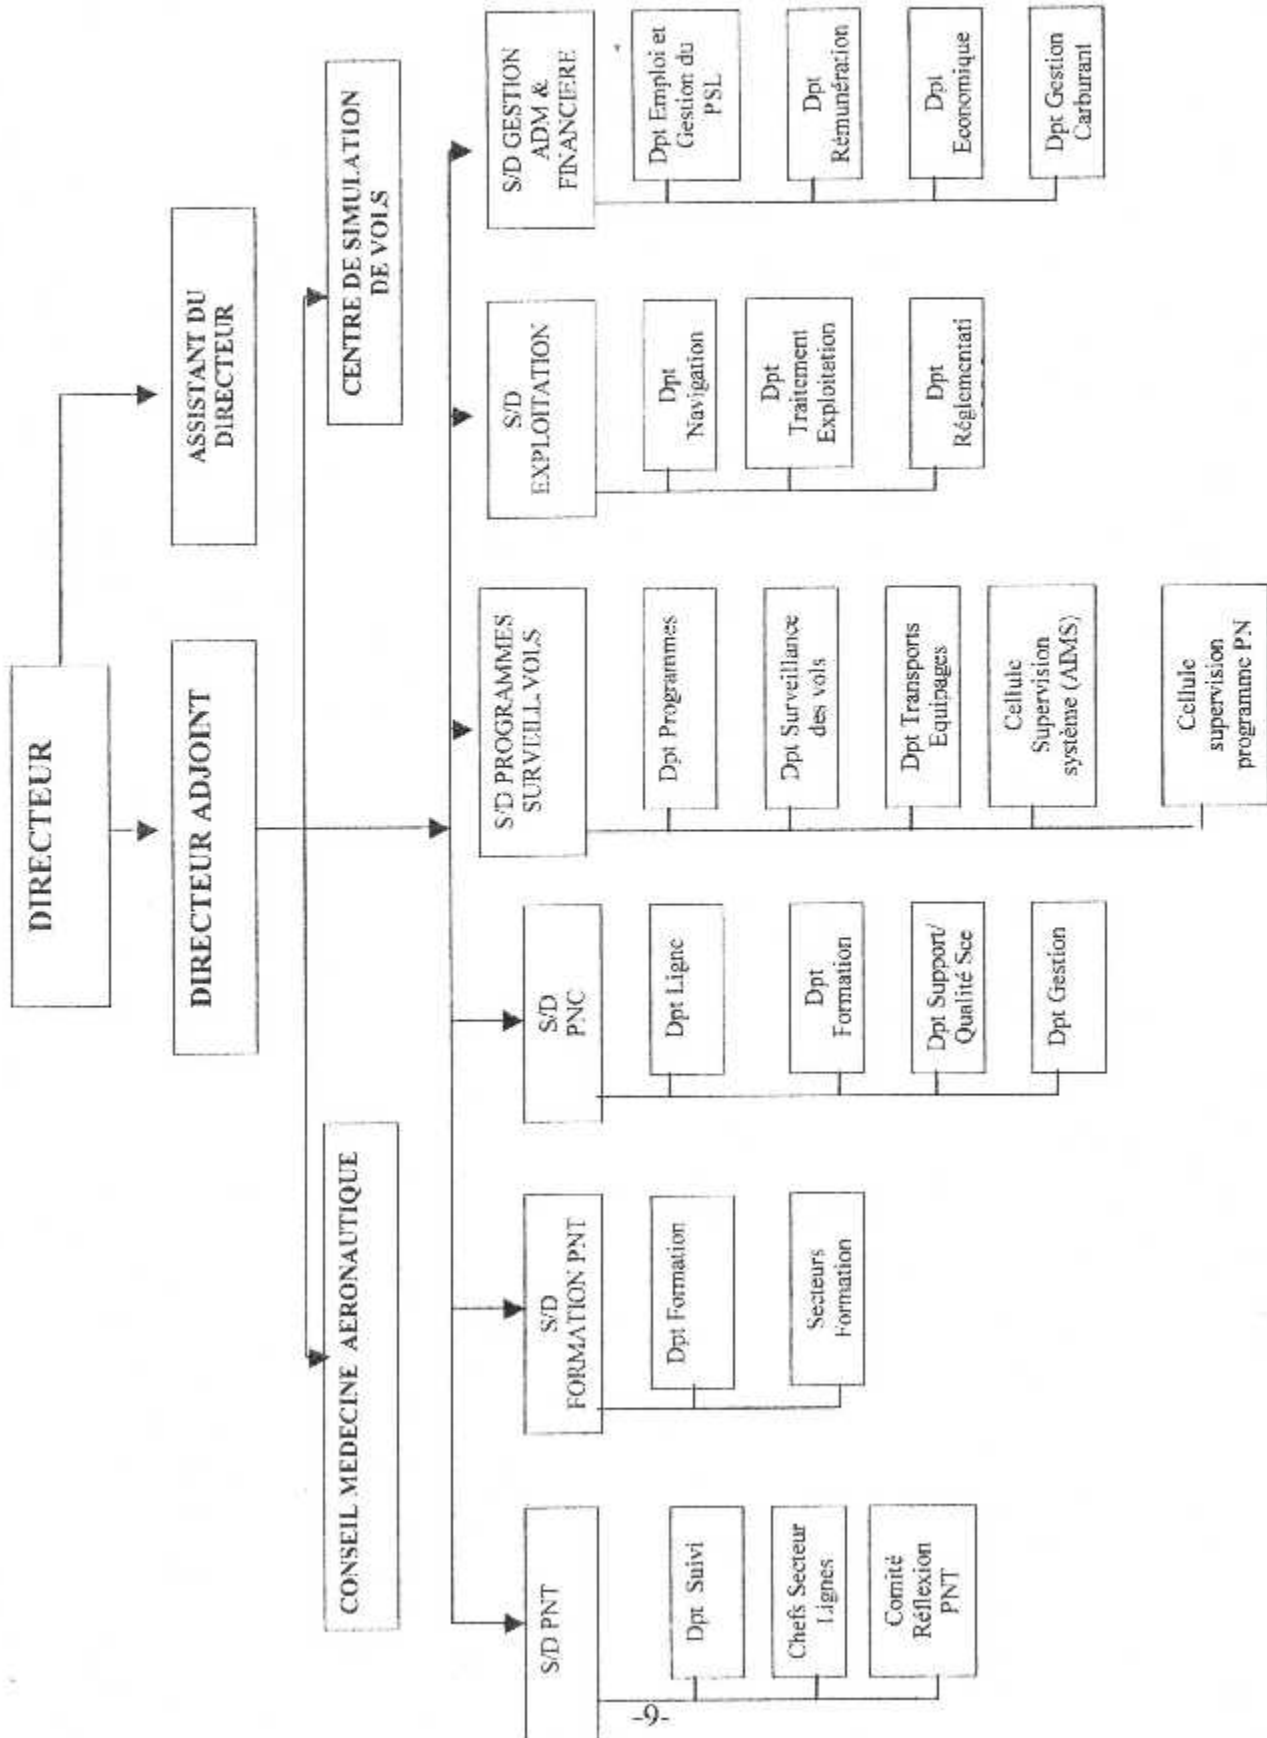 DIRECTEUR
DIRECTEUR ADJOINT
ASSISTANT DU
DIRECTEUR
CONSEIL MEDECINE AERONAUTIQUE
CENTRE DE SIMULATION
DE VOLS
S/D PNT
Dpt Suivi
Chefs Secteur
Lignes
Comité
Réflexion
PNT
S/D
FORMATION PNT
Dpt Formation
Secteurs
Formation
S/D
PNC
Dpt Ligne
Dpt
Formation
Dpt Support/
Qualité Sce
Dpt Gestion
S/D PROGRAMMES
SURVEILL.VOLS
Dpt Programmes
Dpt Surveillance
des vols
Dpt Transports
Equipages
Cellule
Supervision
système (AIMS)
Cellule
supervision
programme PN
S/D
EXPLOITATION
Dpt
Navigation
Dpt
Traitement
Exploitation
Dpt
Réglementati
S/D GESTION
ADM &
FINANCIERE
Dpt Emploi et
Gestion du
PSL
Dpt
Rémunération
Dpt
Economique
Dpt Gestion
Carburant
-9-